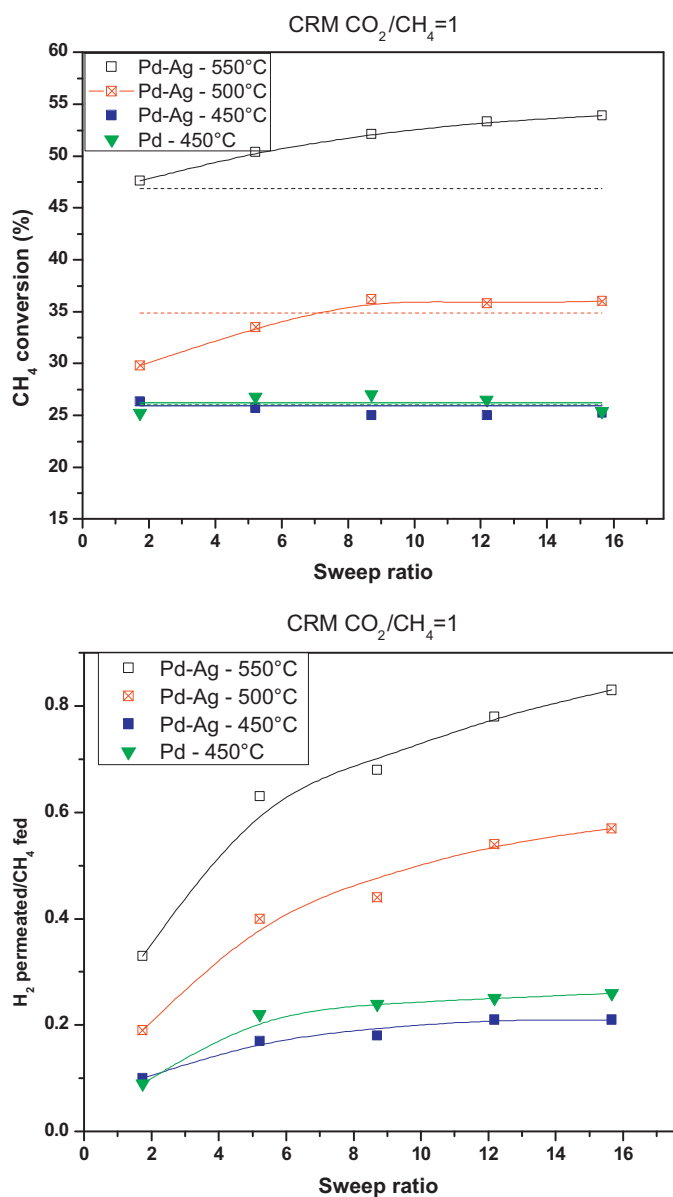 CRM CO₂/CH₄=1
Pd-Ag - 550°C
Pd-Ag - 500°C
Pd-Ag - 450°C
Pd - 450°C
60
55
50
45
40
35
30
25
20
15
CH₄ conversion (%)
0 2 4 6 8 10 12 14 16
Sweep ratio
CRM CO₂/CH₄=1
Pd-Ag - 550°C
Pd-Ag - 500°C
Pd-Ag - 450°C
Pd - 450°C
0.8
0.6
0.4
0.2
0.0
H₂ permeated/CH₄ fed
0 2 4 6 8 10 12 14 16
Sweep ratio